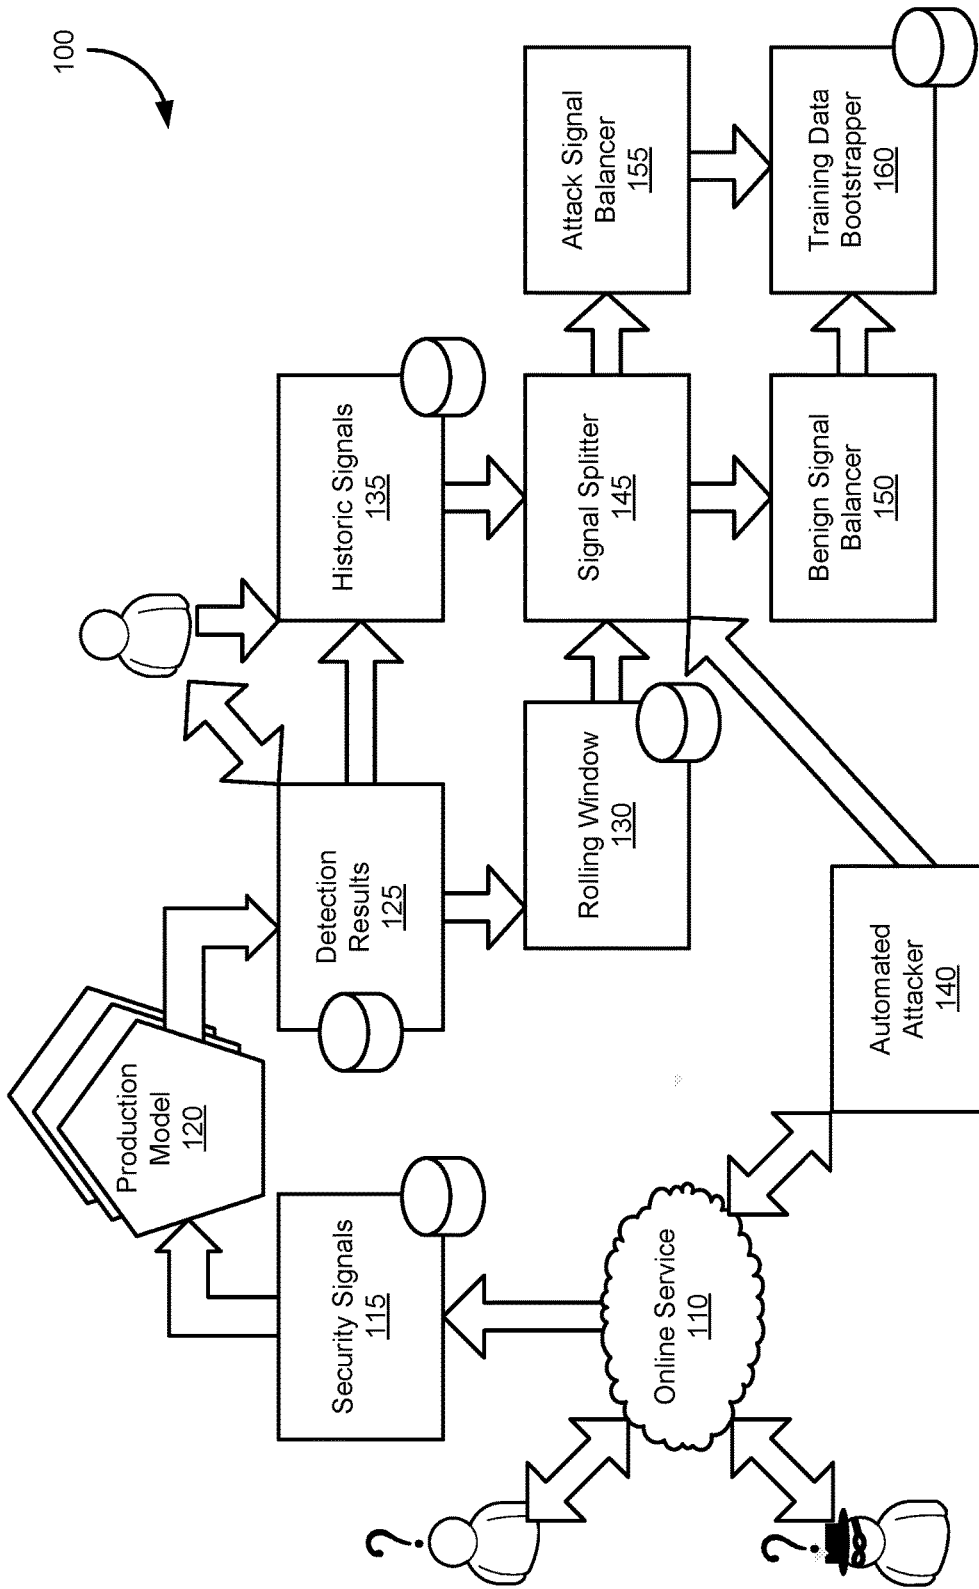 100
Production
Model
120
Security Signals
115
Detection
Results
125
Historic Signals
135
Online Service
110
Rolling Window
130
Signal Splitter
145
Attack Signal
Balancer
155
Automated
Attacker
140
Benign Signal
Balancer
150
Training Data
Bootstrapper
160
?
?